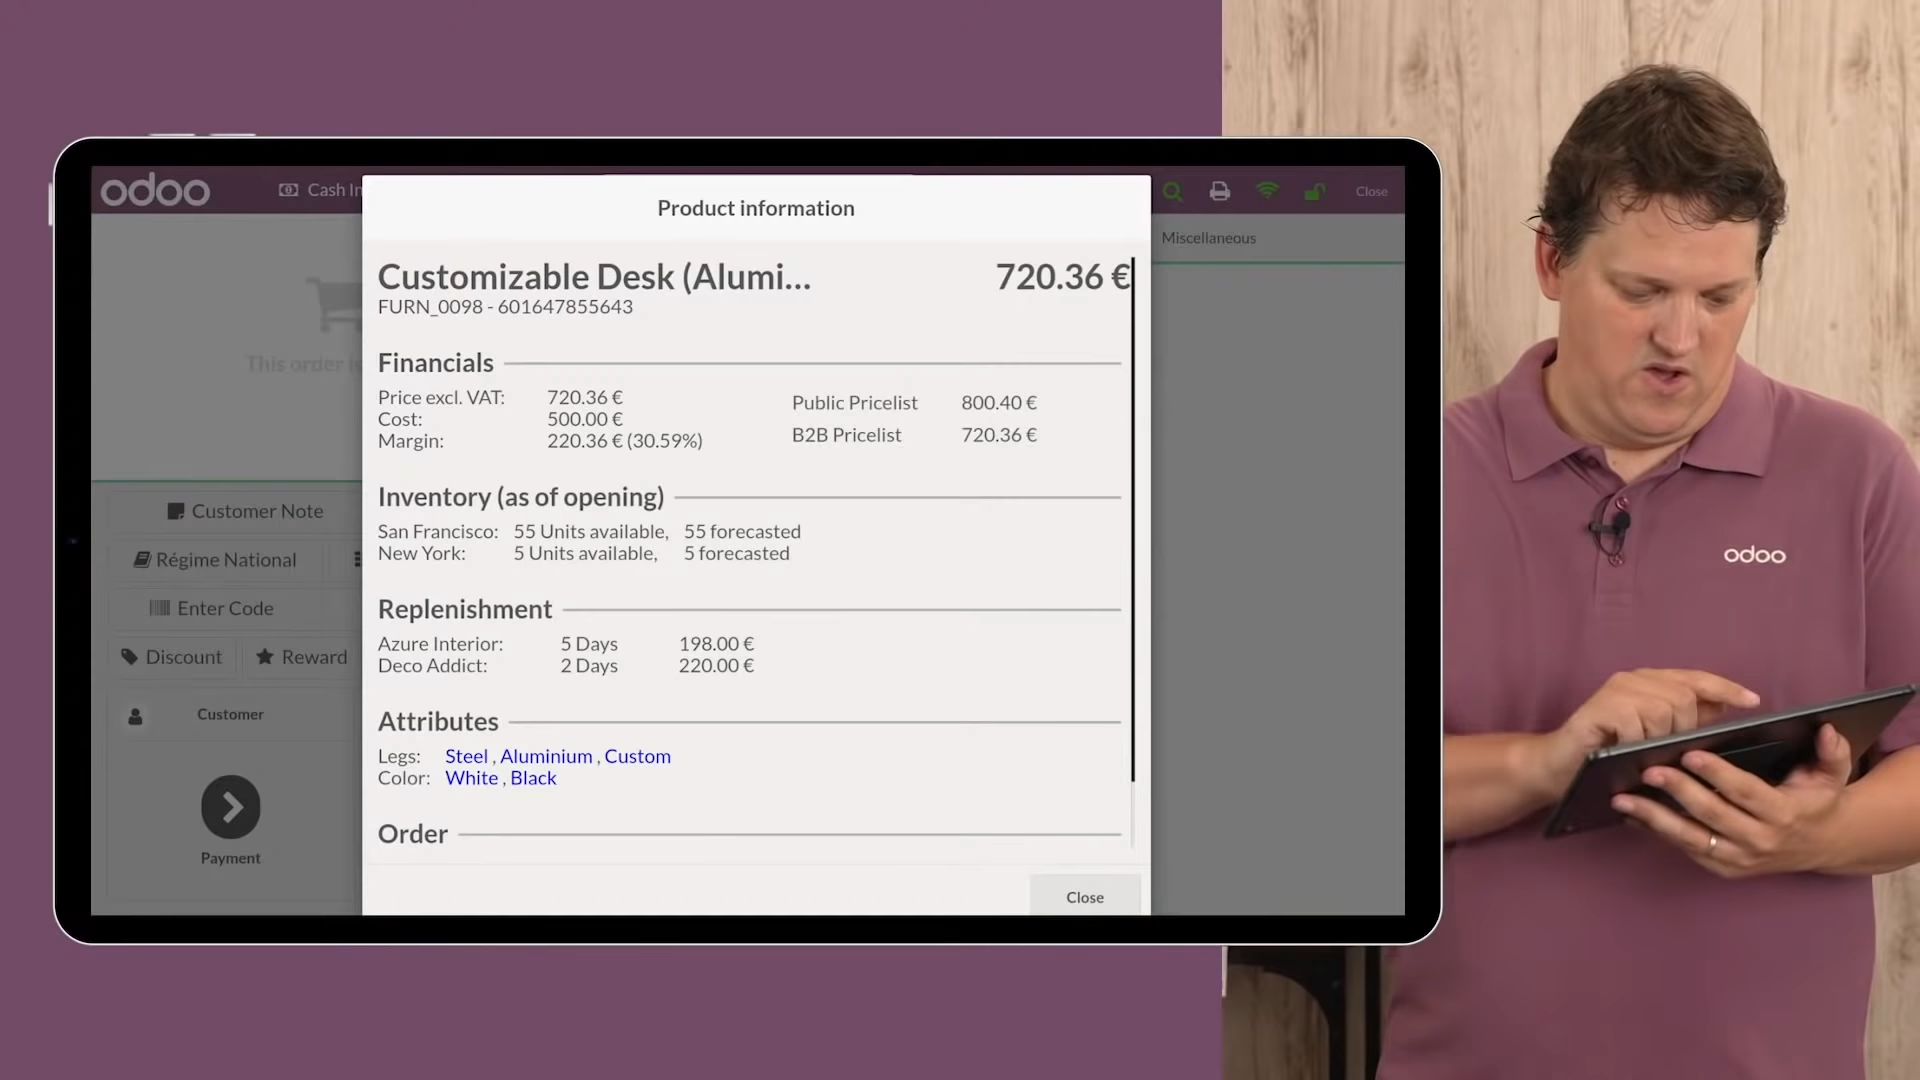 odoo
Cash In
Close
Product information
Miscellaneous
Customizable Desk (Alumi...
720.36 €
FURN_0098 - 601647855643
This order is
Financials
Price excl. VAT: 720.36 €
Cost: 500.00 €
Margin: 220.36 € (30.59%)
Public Pricelist 800.40 €
B2B Pricelist 720.36 €
Inventory (as of opening)
San Francisco: 55 Units available, 55 forecasted
New York: 5 Units available, 5 forecasted
Replenishment
Azure Interior: 5 Days 198.00 €
Deco Addict: 2 Days 220.00 €
Attributes
Legs: Steel , Aluminium , Custom
Color: White , Black
Order
Close
Customer Note
Régime National
Enter Code
Discount
Reward
Customer
Payment
odoo